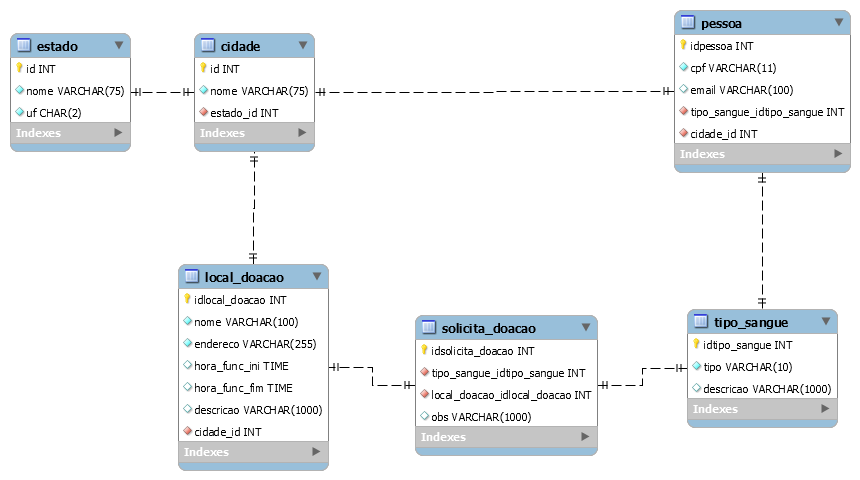 estado
id INT
nome VARCHAR(75)
uf CHAR(2)
Indexes
cidade
id INT
nome VARCHAR(75)
estado_id INT
Indexes
pessoa
idpessoa INT
cpf VARCHAR(11)
email VARCHAR(100)
tipo_sangue_idtipo_sangue INT
cidade_id INT
Indexes
local_doacao
idlocal_doacao INT
nome VARCHAR(100)
endereco VARCHAR(255)
hora_func_ini TIME
hora_func_fim TIME
descricao VARCHAR(1000)
cidade_id INT
Indexes
solicita_doacao
idsolicita_doacao INT
tipo_sangue_idtipo_sangue INT
local_doacao_idlocal_doacao INT
obs VARCHAR(1000)
Indexes
tipo_sangue
idtipo_sangue INT
tipo VARCHAR(10)
descricao VARCHAR(1000)
Indexes